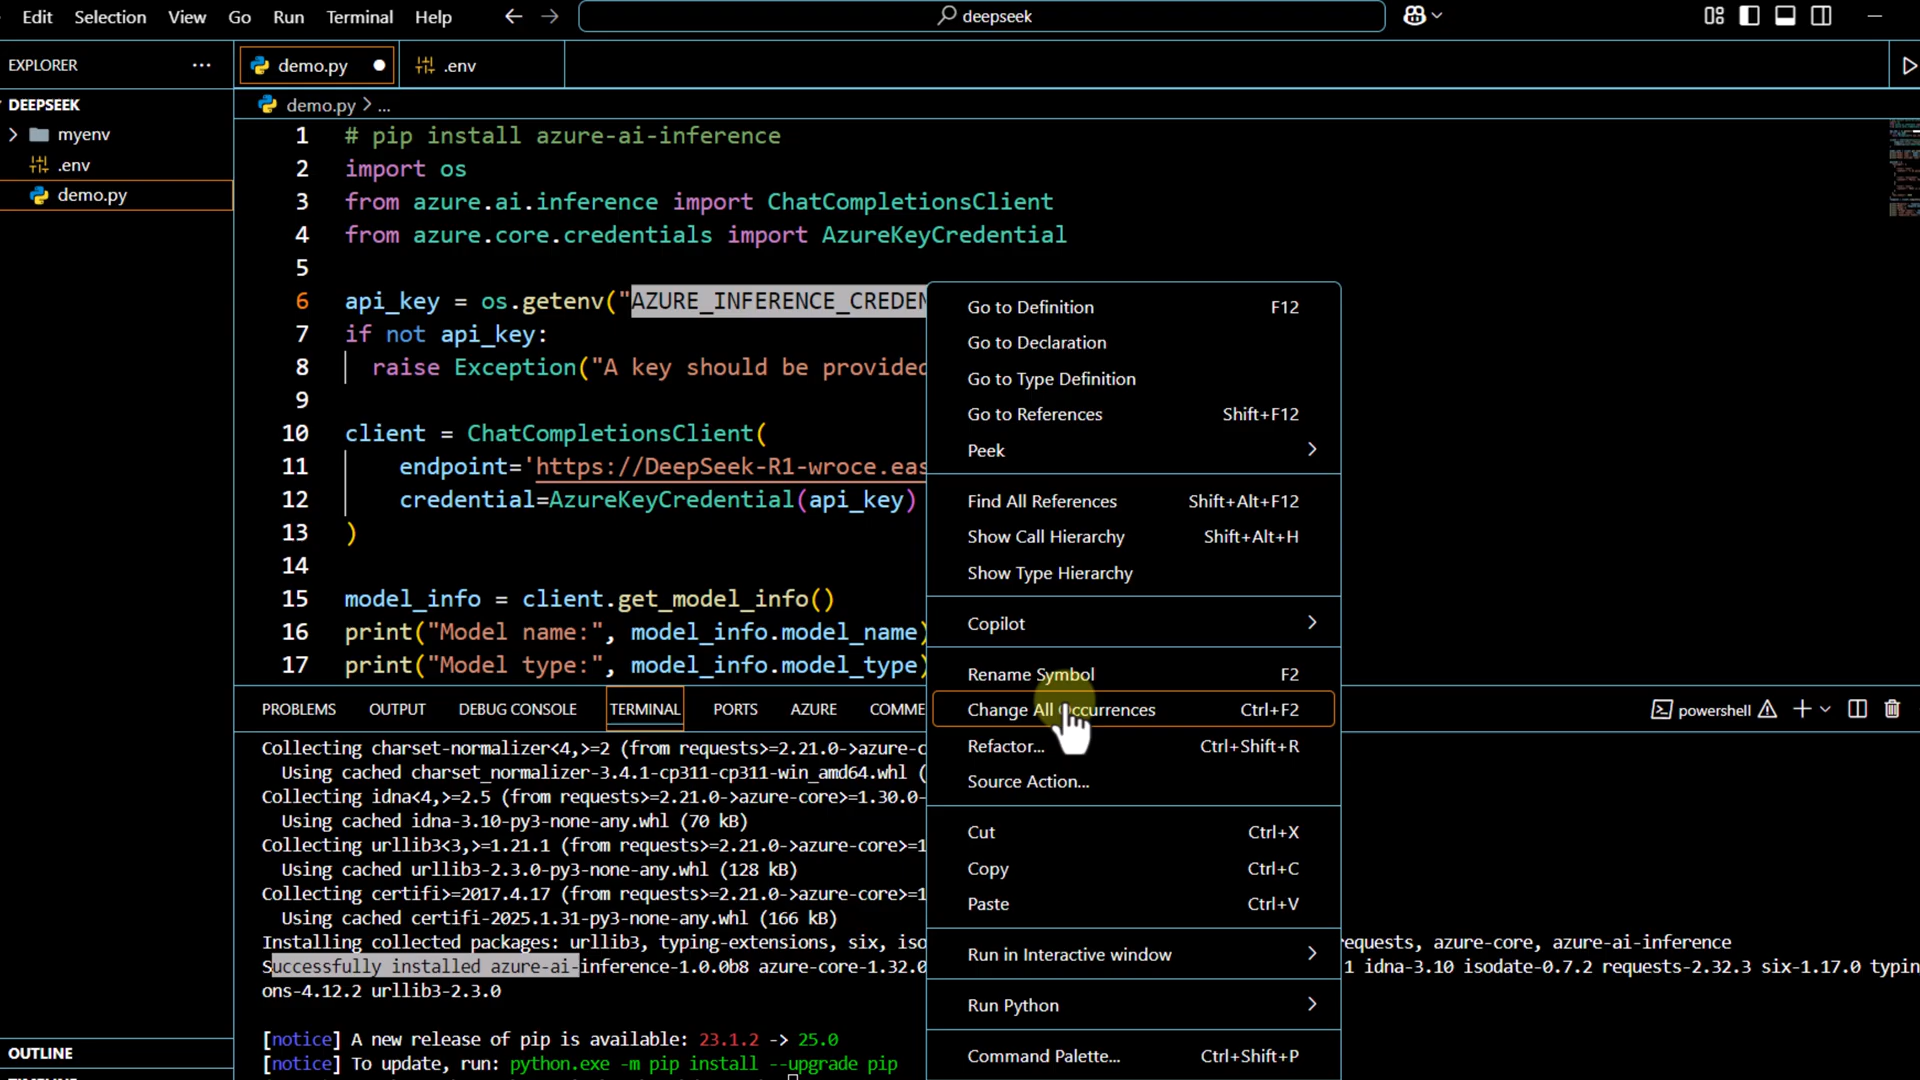 Edit Selection View Go Run Terminal Help deepseek
EXPLORER
demo.py
.env
DEEPSEEK
demo.py > ...
myenv
.env
demo.py
1 # pip install azure-ai-inference
2 import os
3 from azure.ai.inference import ChatCompletionsClient
4 from azure.core.credentials import AzureKeyCredential
5
6 api_key = os.getenv("AZURE_INFERENCE_CREDEN
7 if not api_key:
8 raise Exception("A key should be provided
9
10 client = ChatCompletionsClient(
11 endpoint='https://DeepSeek-R1-wroce.eas
12 credential=AzureKeyCredential(api_key)
13 )
14
15 model_info = client.get_model_info()
16 print("Model name:", model_info.model_name)
17 print("Model type:", model_info.model_type)
Go to Definition F12
Go to Declaration
Go to Type Definition
Go to References Shift+F12
Peek
Find All References Shift+Alt+F12
Show Call Hierarchy Shift+Alt+H
Show Type Hierarchy
Copilot
Rename Symbol F2
Change All Occurrences Ctrl+F2
Refactor... Ctrl+Shift+R
Source Action...
Cut Ctrl+X
Copy Ctrl+C
Paste Ctrl+V
Run in Interactive window
Run Python
Command Palette... Ctrl+Shift+P
PROBLEMS OUTPUT DEBUG CONSOLE TERMINAL PORTS AZURE COMME
powershell
Collecting charset-normalizer<4,>=2 (from requests>=2.21.0->azure-c
Using cached charset_normalizer-3.4.1-cp311-cp311-win_amd64.whl (
Collecting idna<4,>=2.5 (from requests>=2.21.0->azure-core>=1.30.0-
Using cached idna-3.10-py3-none-any.whl (70 kB)
Collecting urllib3<3,>=1.21.1 (from requests>=2.21.0->azure-core>=1
Using cached urllib3-2.3.0-py3-none-any.whl (128 kB)
Collecting certifi>=2017.4.17 (from requests>=2.21.0->azure-core>=1
Using cached certifi-2025.1.31-py3-none-any.whl (166 kB)
Installing collected packages: urllib3, typing-extensions, six, iso equests, azure-core, azure-ai-inference
Successfully installed azure-ai-inference-1.0.0b8 azure-core-1.32.0 1 idna-3.10 isodate-0.7.2 requests-2.32.3 six-1.17.0 typin
ons-4.12.2 urllib3-2.3.0
[notice] A new release of pip is available: 23.1.2 -> 25.0
[notice] To update, run: python.exe -m pip install --upgrade pip
OUTLINE